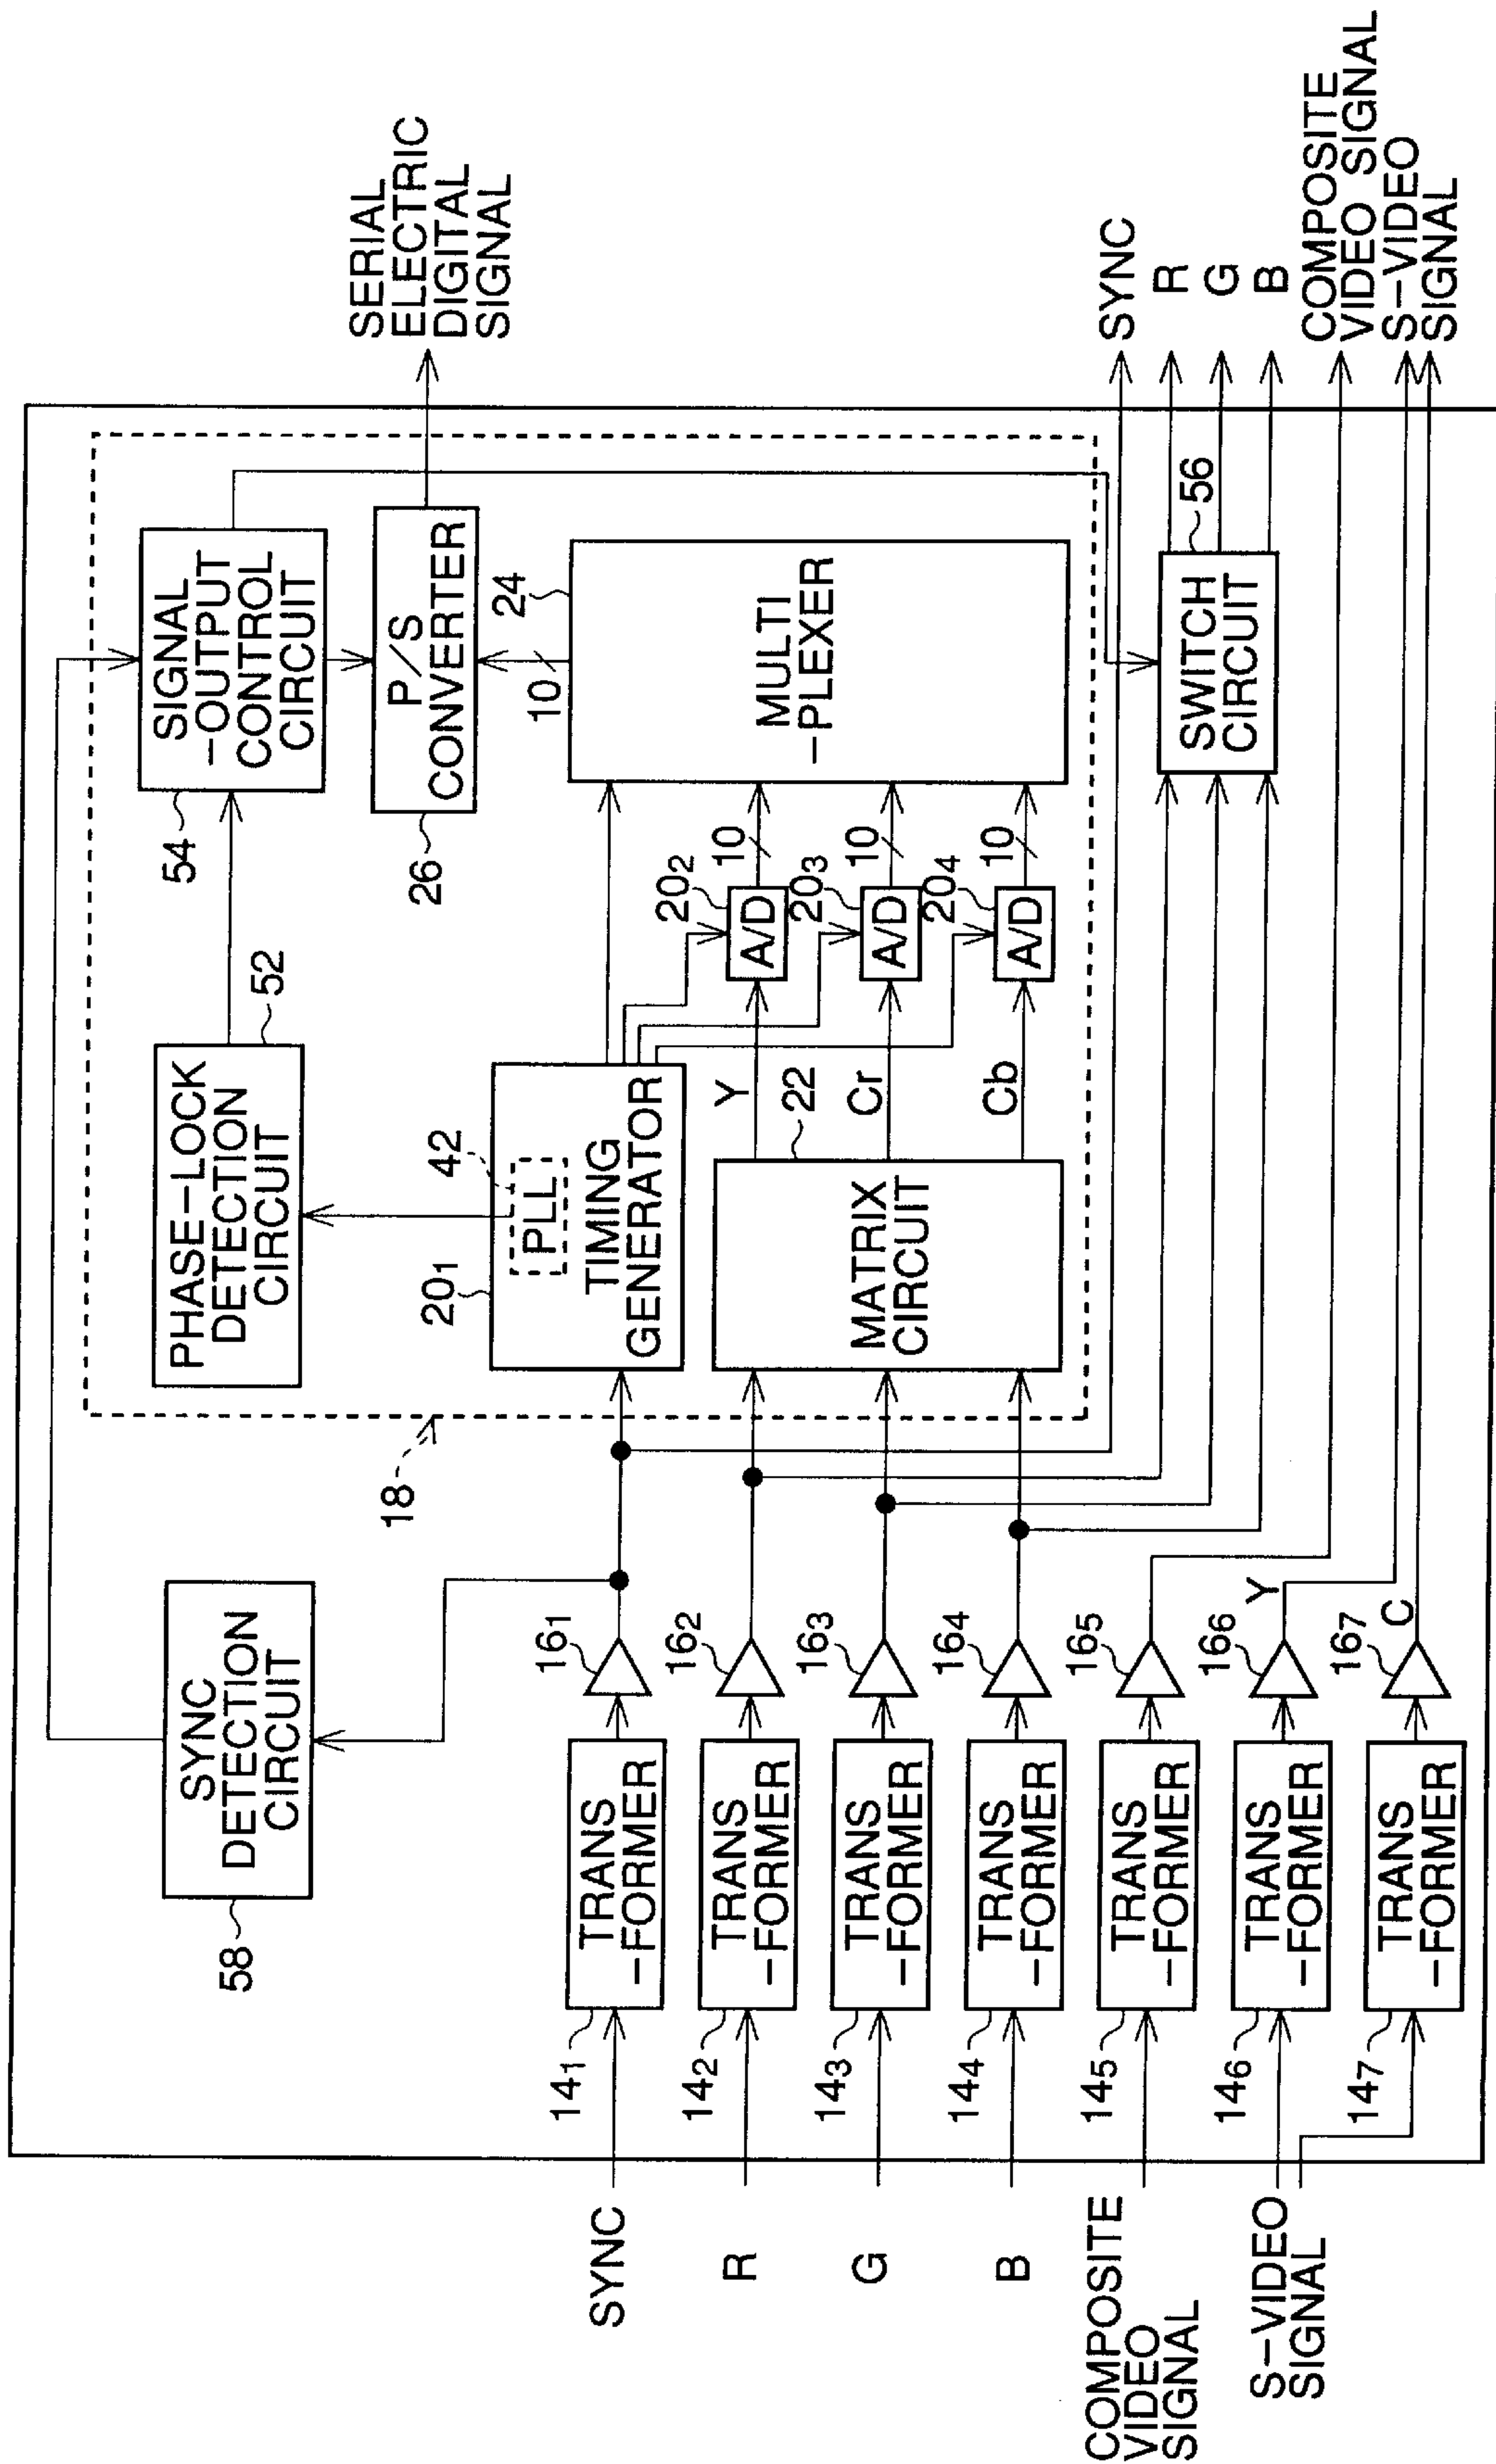 SYNC
DETECTION
CIRCUIT
58
18
PHASE-LOCK
DETECTION
CIRCUIT
52
SIGNAL
-OUTPUT
CONTROL
CIRCUIT
54
P/S
CONVERTER
26
SERIAL
ELECTRIC
DIGITAL
SIGNAL
20₁
42
PLL
TIMING
GENERATOR
MATRIX
CIRCUIT
22
Y
Cr
Cb
20₂
A/D
10
20₃
A/D
10
20₄
A/D
10
MULTI
-PLEXER
24
10
SYNC
14₁
TRANS
-FORMER
16₁
R
14₂
TRANS
-FORMER
16₂
G
14₃
TRANS
-FORMER
16₃
B
14₄
TRANS
-FORMER
16₄
COMPOSITE
VIDEO
SIGNAL
14₅
TRANS
-FORMER
16₅
S-VIDEO
SIGNAL
14₆
TRANS
-FORMER
16₆
Y
14₇
TRANS
-FORMER
16₇
C
SWITCH
CIRCUIT
56
SYNC
R
G
B
COMPOSITE
VIDEO SIGNAL
S-VIDEO
SIGNAL